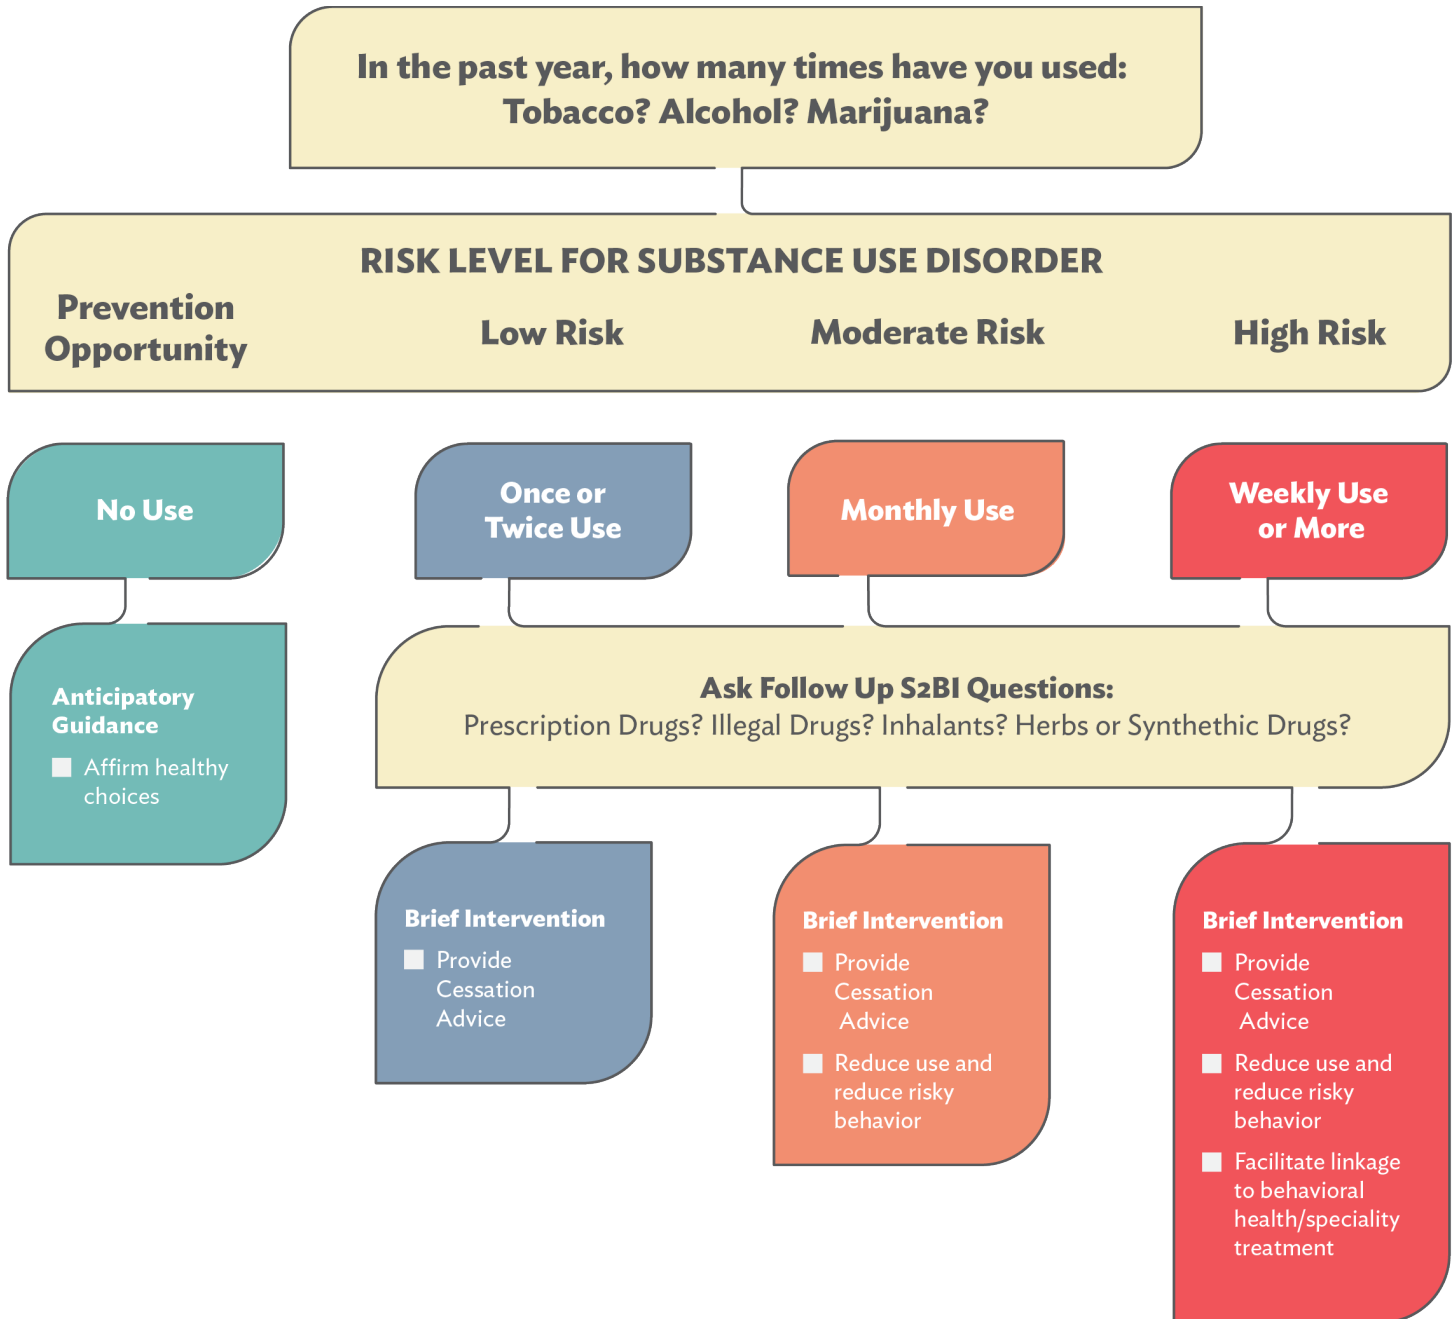 In the past year, how many times have you used:
Tobacco? Alcohol? Marijuana?
RISK LEVEL FOR SUBSTANCE USE DISORDER
Prevention
Opportunity
Low Risk
Moderate Risk
High Risk
No Use
Once or
Twice Use
Monthly Use
Weekly Use
or More
Anticipatory
Guidance
Affirm healthy
choices
Ask Follow Up S2BI Questions:
Prescription Drugs? Illegal Drugs? Inhalants? Herbs or Synthethic Drugs?
Brief Intervention
Provide
Cessation
Advice
Brief Intervention
Provide
Cessation
Advice
Reduce use and
reduce risky
behavior
Brief Intervention
Provide
Cessation
Advice
Reduce use and
reduce risky
behavior
Facilitate linkage
to behavioral
health/speciality
treatment